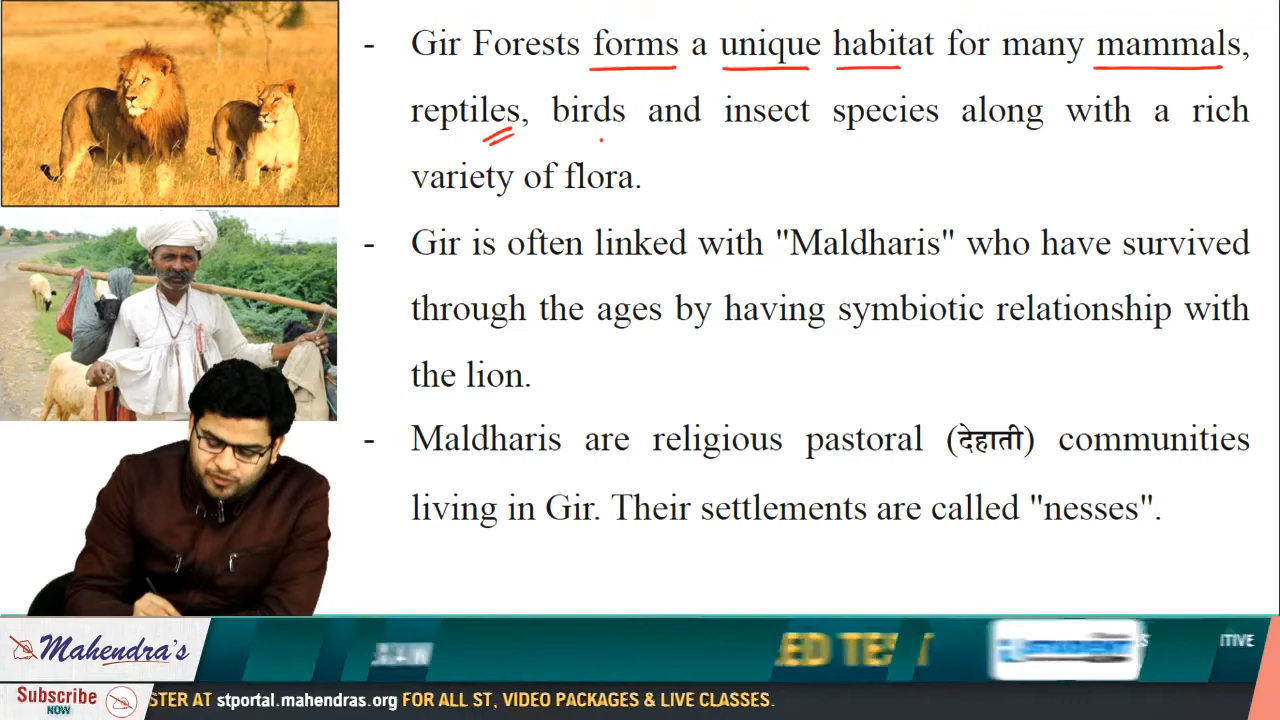 - Gir Forests forms a unique habitat for many mammals,
reptiles, birds and insect species along with a rich
variety of flora.
- Gir is often linked with "Maldharis" who have survived
through the ages by having symbiotic relationship with
the lion.
- Maldharis are religious pastoral (देहाती) communities
living in Gir. Their settlements are called "nesses".
Mahendra's
Subscribe
NOW
STER AT stportal.mahendras.org FOR ALL ST, VIDEO PACKAGES & LIVE CLASSES.